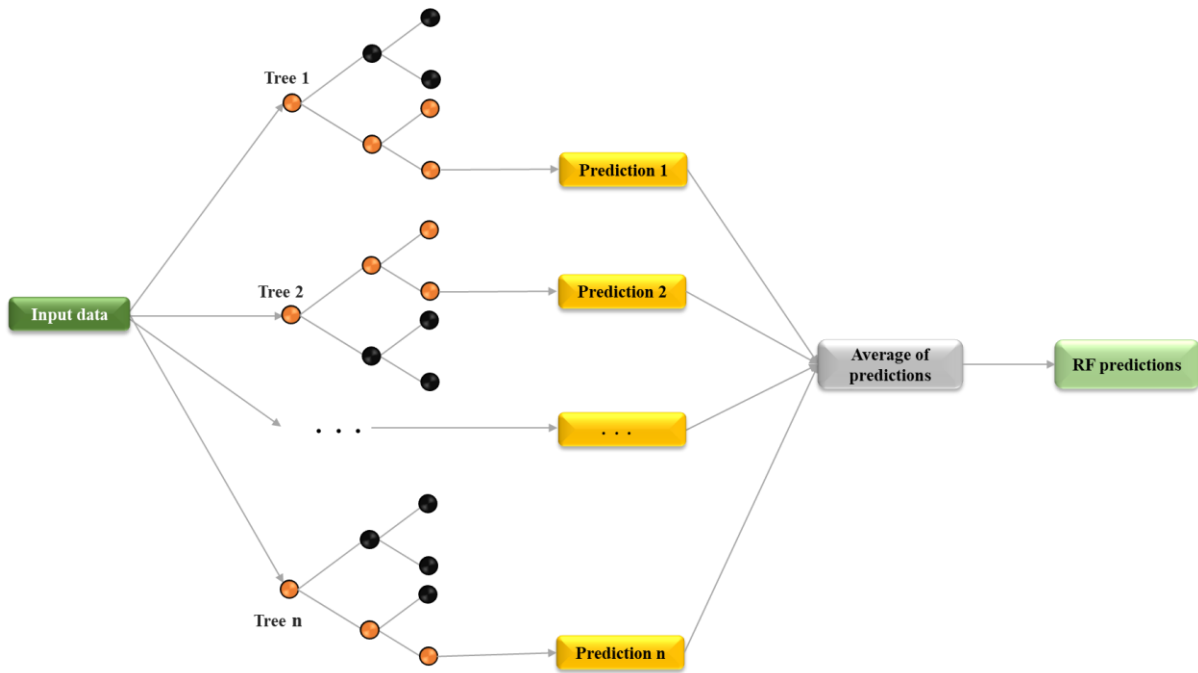 Tree 1
Prediction 1
Tree 2
Prediction 2
Input data
Average of
predictions
RF predictions
. . .
. . .
Tree n
Prediction n